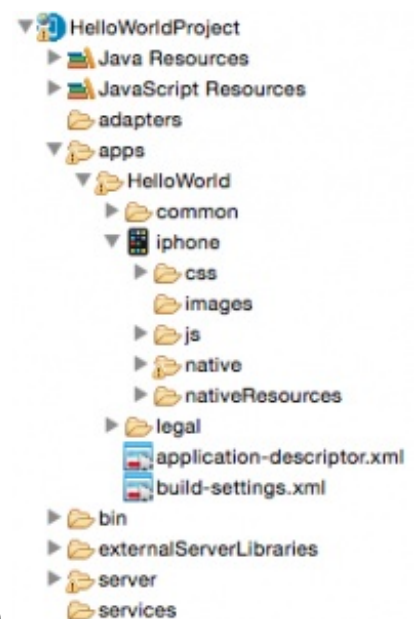 HelloWorldProject
Java Resources
JavaScript Resources
adapters
apps
HelloWorld
common
iphone
css
images
js
native
nativeResources
legal
application-descriptor.xml
build-settings.xml
bin
externalServerLibraries
server
services